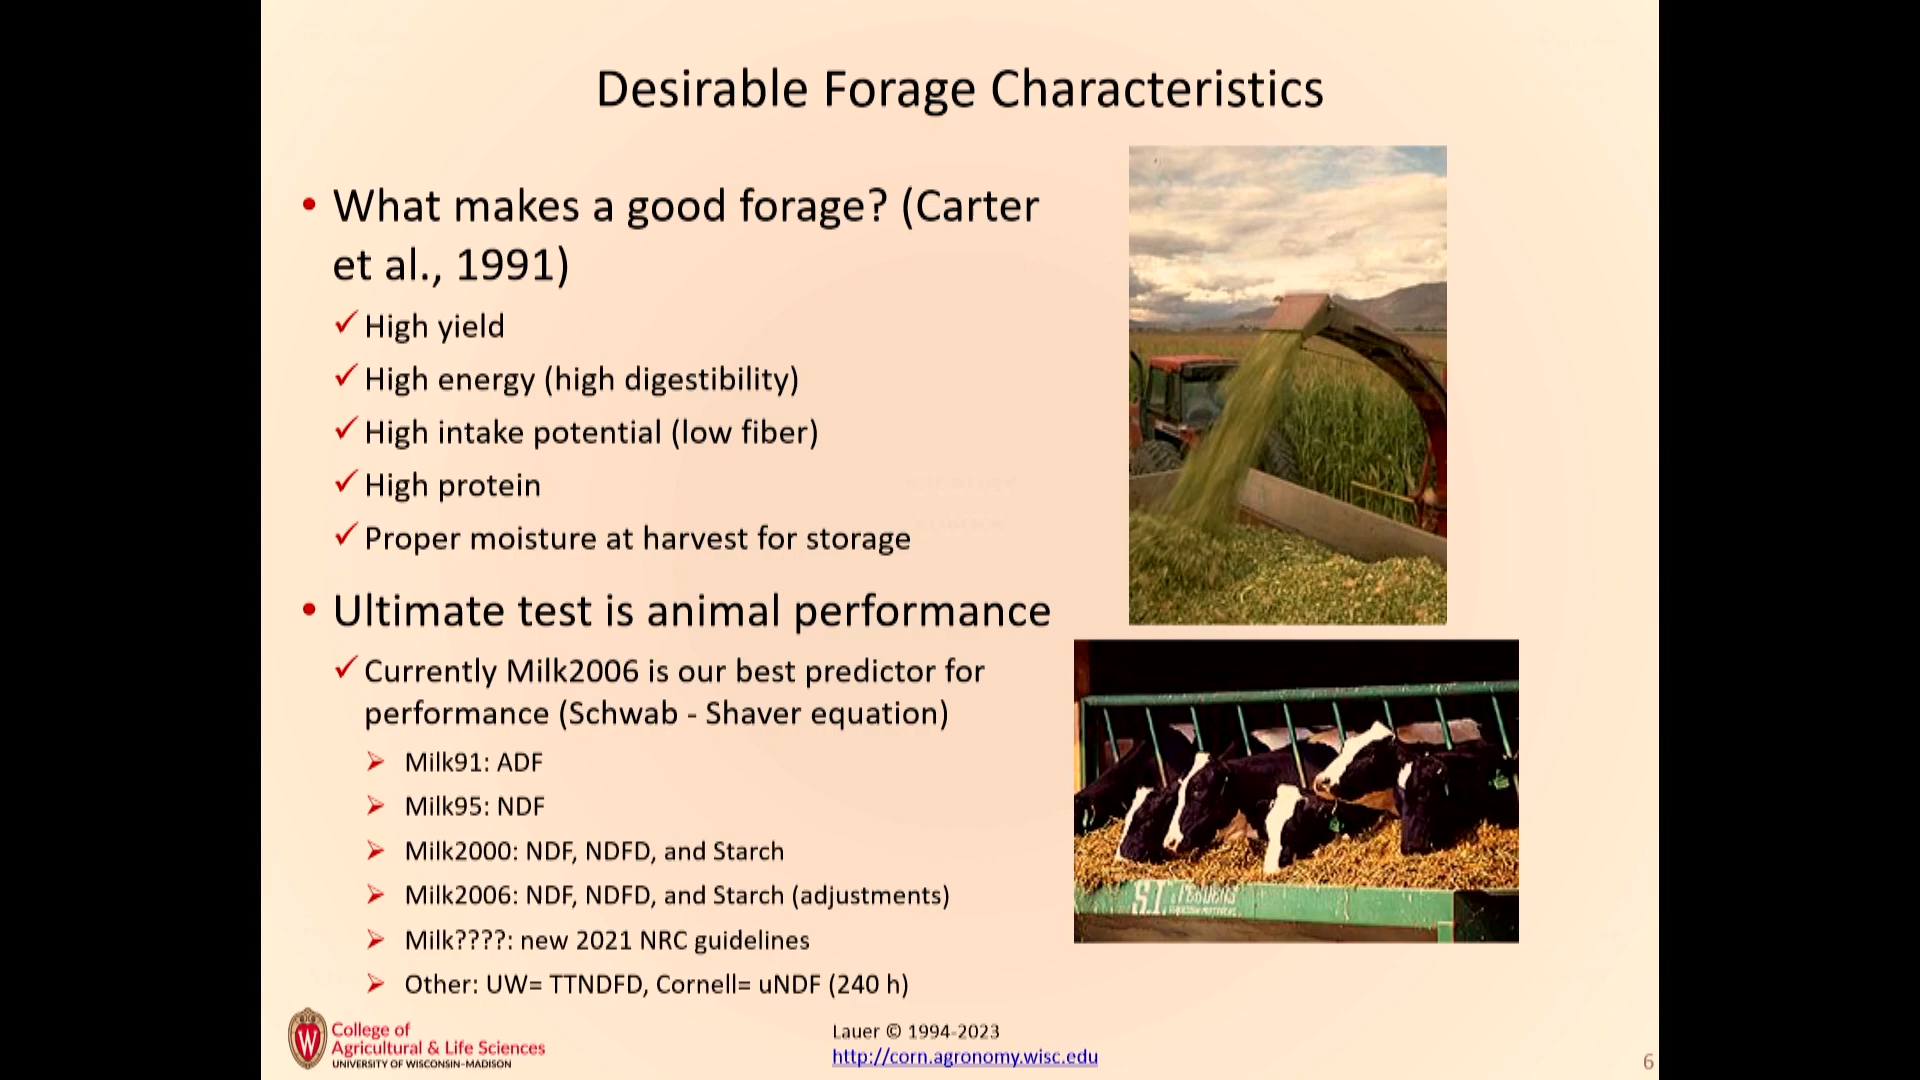 Desirable Forage Characteristics
• What makes a good forage? (Carter
et al., 1991)
✓ High yield
✓ High energy (high digestibility)
✓ High intake potential (low fiber)
✓ High protein
✓ Proper moisture at harvest for storage
• Ultimate test is animal performance
✓ Currently Milk2006 is our best predictor for
performance (Schwab - Shaver equation)
➢ Milk91: ADF
➢ Milk95: NDF
➢ Milk2000: NDF, NDFD, and Starch
➢ Milk2006: NDF, NDFD, and Starch (adjustments)
➢ Milk????: new 2021 NRC guidelines
➢ Other: UW= TTNDFD, Cornell= uNDF (240 h)
S.I.
W
College of
Agricultural & Life Sciences
UNIVERSITY OF WISCONSIN-MADISON
Lauer © 1994-2023
http://corn.agronomy.wisc.edu
6